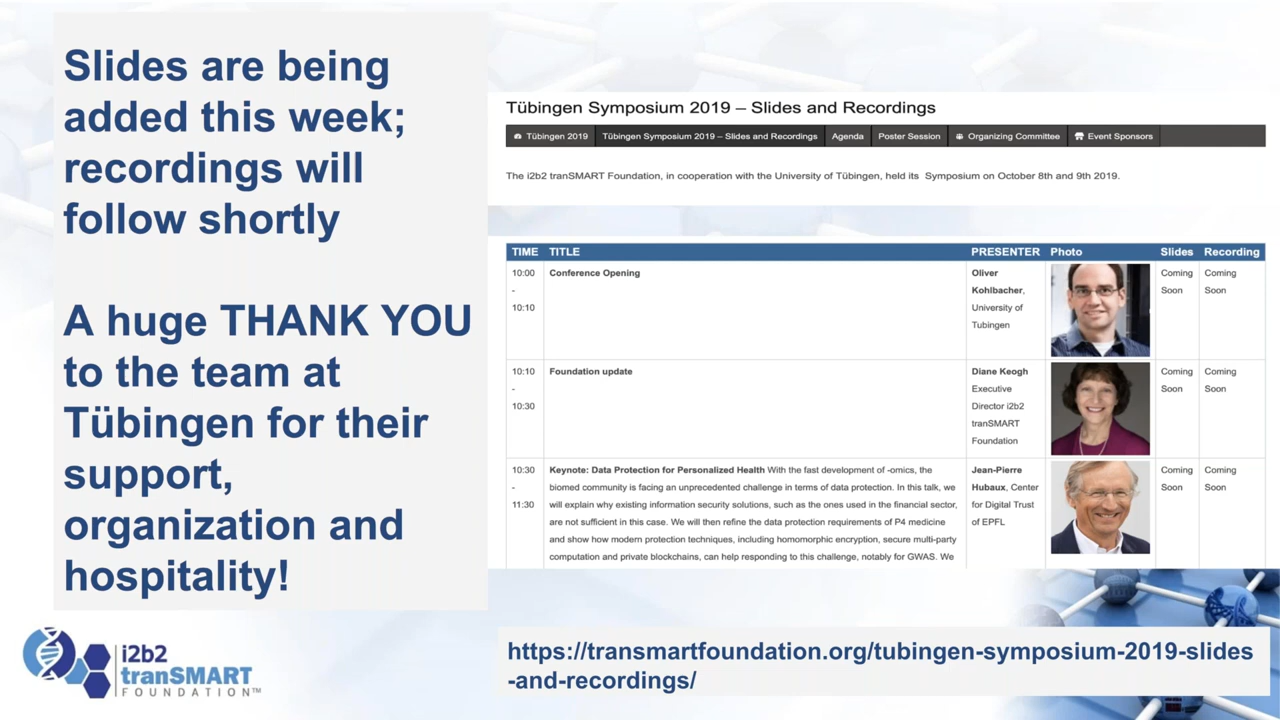 Slides are being
added this week;
recordings will
follow shortly
A huge THANK YOU
to the team at
Tübingen for their
support,
organization and
hospitality!
Tübingen Symposium 2019 – Slides and Recordings
Tübingen 2019 Tübingen Symposium 2019 – Slides and Recordings Agenda Poster Session Organizing Committee Event Sponsors
The i2b2 tranSMART Foundation, in cooperation with the University of Tübingen, held its Symposium on October 8th and 9th 2019.
TIME TITLE PRESENTER Photo Slides Recording
10:00
-
10:10
Conference Opening
Oliver
Kohlbacher,
University of
Tubingen
Coming
Soon
Coming
Soon
10:10
-
10:30
Foundation update
Diane Keogh
Executive
Director i2b2
tranSMART
Foundation
Coming
Soon
Coming
Soon
10:30
-
11:30
Keynote: Data Protection for Personalized Health With the fast development of -omics, the
biomed community is facing an unprecedented challenge in terms of data protection. In this talk, we
will explain why existing information security solutions, such as the ones used in the financial sector,
are not sufficient in this case. We will then refine the data protection requirements of P4 medicine
and show how modern protection techniques, including homomorphic encryption, secure multi-party
computation and private blockchains, can help responding to this challenge, notably for GWAS. We
Jean-Pierre
Hubaux, Center
for Digital Trust
of EPFL
Coming
Soon
Coming
Soon
i2b2
tranSMART
FOUNDATION™
https://transmartfoundation.org/tubingen-symposium-2019-slides
-and-recordings/